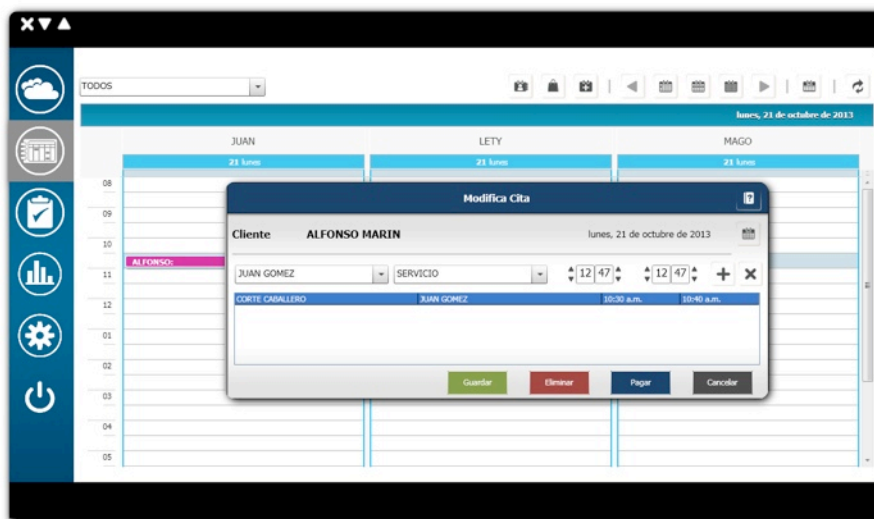 TODOS
lunes, 21 de octubre de 2013
JUAN LETY MAGO
21 lunes 21 lunes 21 lunes
08
Modifica Cita
09
Cliente ALFONSO MARIN lunes, 21 de octubre de 2013
10
ALFONSO:
11
JUAN GOMEZ SERVICIO 12 47 12 47
CORTE CABALLERO JUAN GOMEZ 10:30 a.m. 10:40 a.m.
12
01
02
Guardar Eliminar Pagar Cancelar
03
04
05